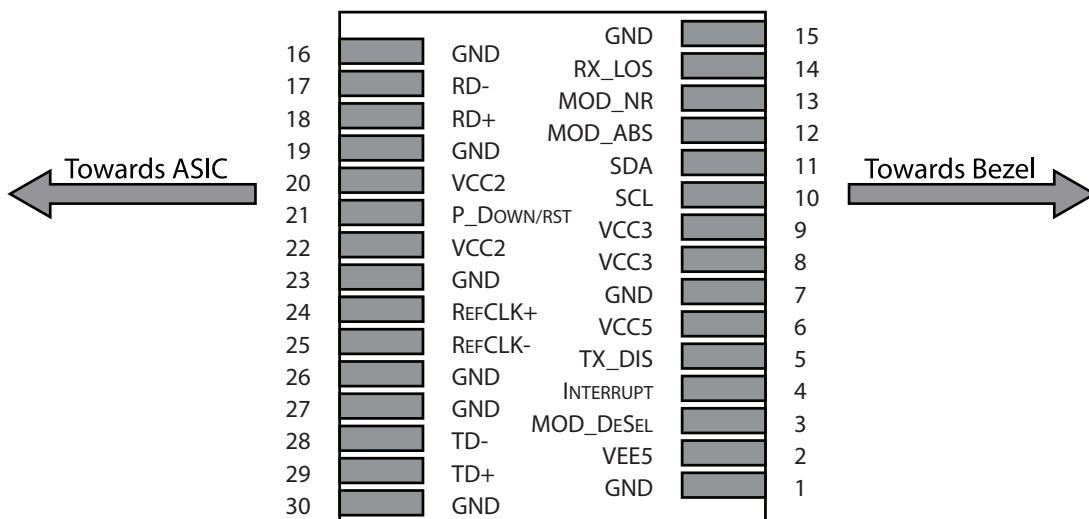 16 GND GND 15
17 RD- RX_LOS 14
18 RD+ MOD_NR 13
19 GND MOD_ABS 12
Towards ASIC
20 VCC2 SDA 11
Towards Bezel
21 P_DOWN/RST SCL 10
22 VCC2 VCC3 9
23 GND VCC3 8
24 REFCLK+ GND 7
25 REFCLK- VCC5 6
26 GND TX_DIS 5
27 GND INTERRUPT 4
28 TD- MOD_DESEL 3
29 TD+ VEE5 2
30 GND GND 1